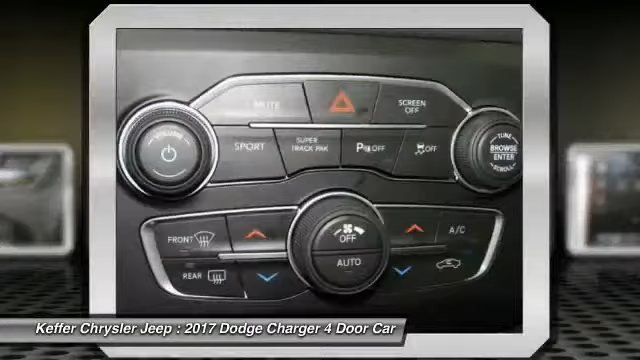 MUTE
SCREEN
OFF
VOLUME
SPORT
SUPER
TRACK PAK
P OFF
OFF
TUNE
BROWSE
ENTER
SCROLL
FRONT
OFF
A/C
REAR
AUTO
Keffer Chrysler Jeep : 2017 Dodge Charger 4 Door Car